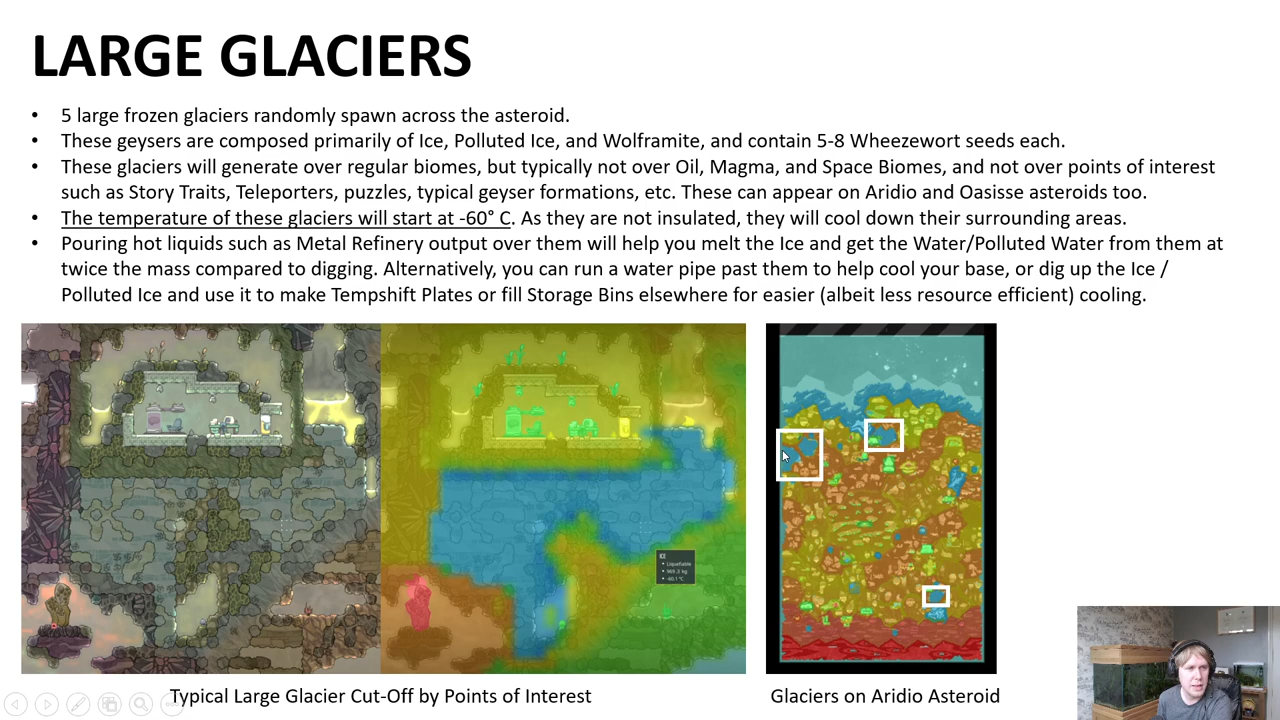 LARGE GLACIERS
• 5 large frozen glaciers randomly spawn across the asteroid.
• These geysers are composed primarily of Ice, Polluted Ice, and Wolframite, and contain 5-8 Wheezewort seeds each.
• These glaciers will generate over regular biomes, but typically not over Oil, Magma, and Space Biomes, and not over points of interest
such as Story Traits, Teleporters, puzzles, typical geyser formations, etc. These can appear on Aridio and Oasisse asteroids too.
• The temperature of these glaciers will start at -60° C. As they are not insulated, they will cool down their surrounding areas.
• Pouring hot liquids such as Metal Refinery output over them will help you melt the Ice and get the Water/Polluted Water from them at
twice the mass compared to digging. Alternatively, you can run a water pipe past them to help cool your base, or dig up the Ice /
Polluted Ice and use it to make Tempshift Plates or fill Storage Bins elsewhere for easier (albeit less resource efficient) cooling.
ICE
• Liquefiable
• 969.3 kg
• -60.1 °C
Typical Large Glacier Cut-Off by Points of Interest
Glaciers on Aridio Asteroid